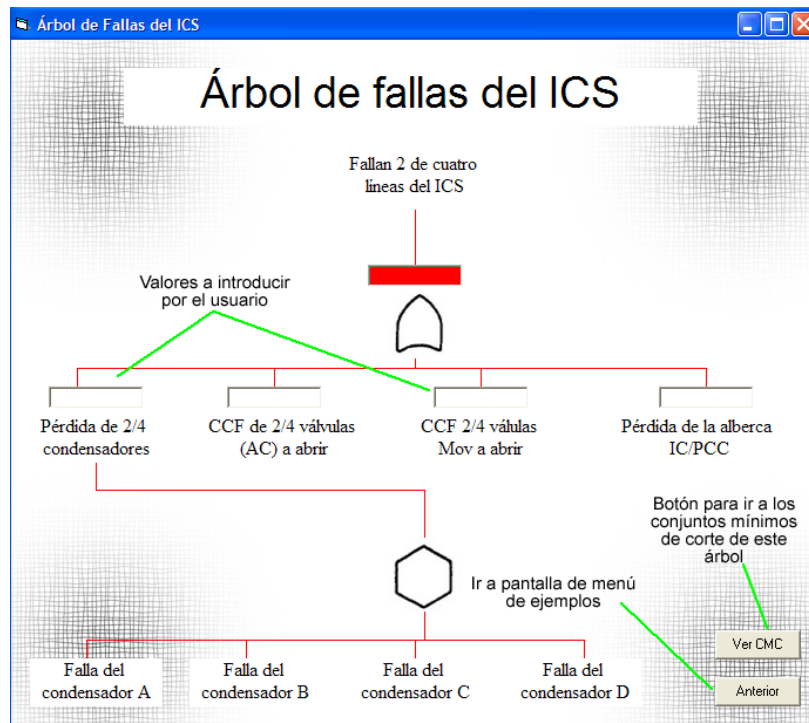 Árbol de Fallas del ICS
Árbol de fallas del ICS
Fallan 2 de cuatro
líneas del ICS
Valores a introducir
por el usuario
Pérdida de 2/4
condensadores
CCF de 2/4 válvulas
(AC) a abrir
CCF 2/4 válulas
Mov a abrir
Pérdida de la alberca
IC/PCC
Botón para ir a los
conjuntos mínimos
de corte de este
árbol
Ir a pantalla de menú
de ejemplos
Ver CMC
Falla del
condensador A
Falla del
condensador B
Falla del
condensador C
Falla del
condensador D
Anterior